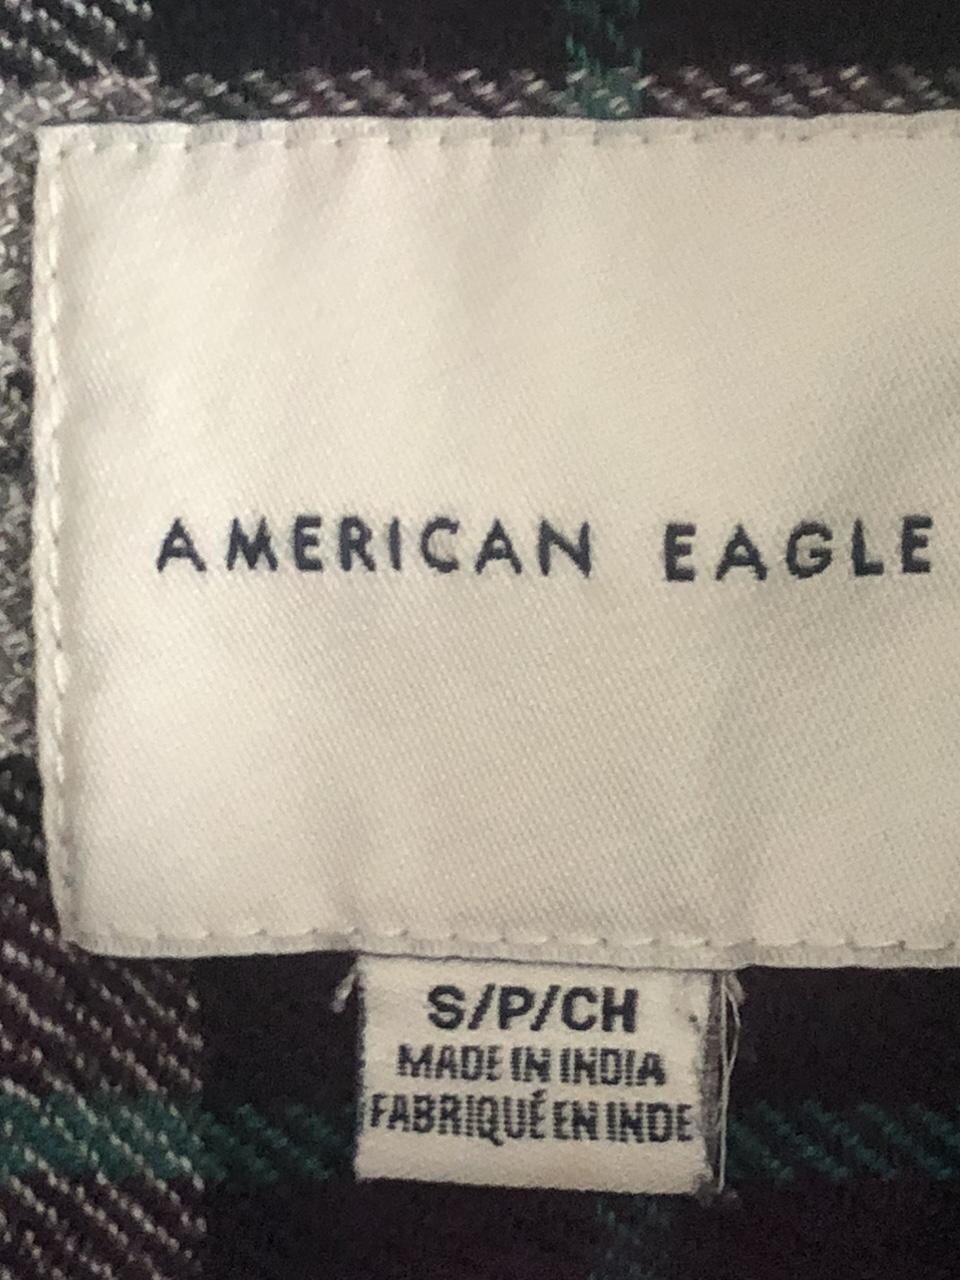 AMERICAN EAGLE
S/P/CH
MADE IN INDIA
FABRIQUÉ EN INDE